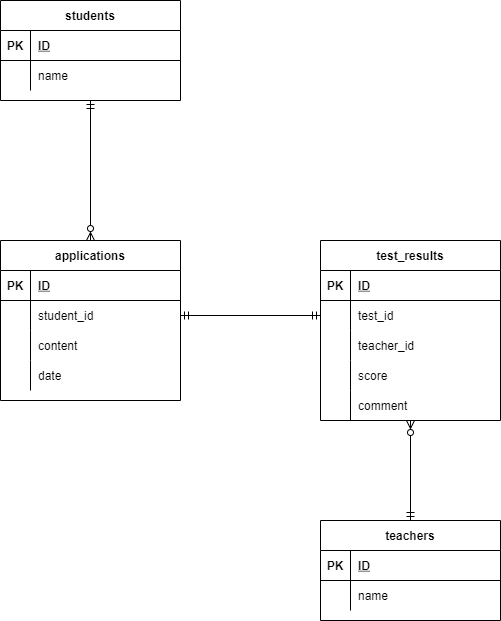 students
PK ID
name
applications
PK ID
student_id
content
date
test_results
PK ID
test_id
teacher_id
score
comment
teachers
PK ID
name